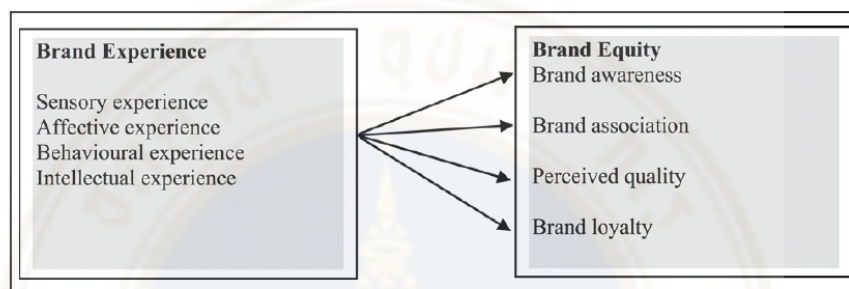 Brand Experience
Sensory experience
Affective experience
Behavioural experience
Intellectual experience
Brand Equity
Brand awareness
Brand association
Perceived quality
Brand loyalty